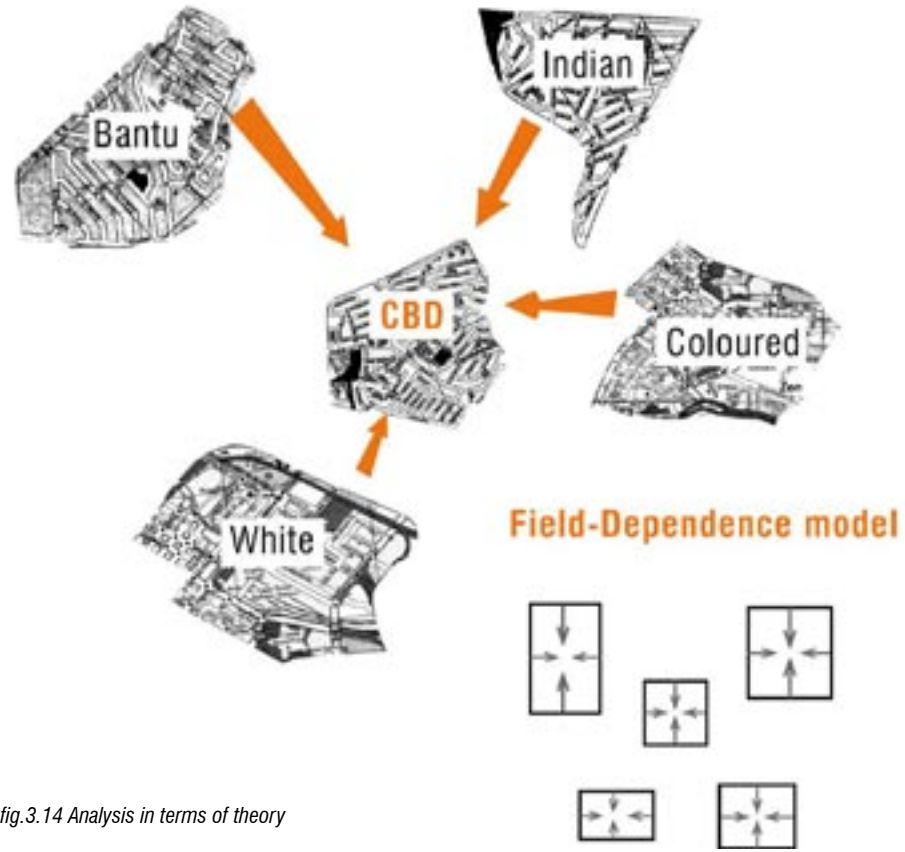 Indian
Bantu
CBD
Coloured
White
Field-Dependence model
fig.3.14 Analysis in terms of theory